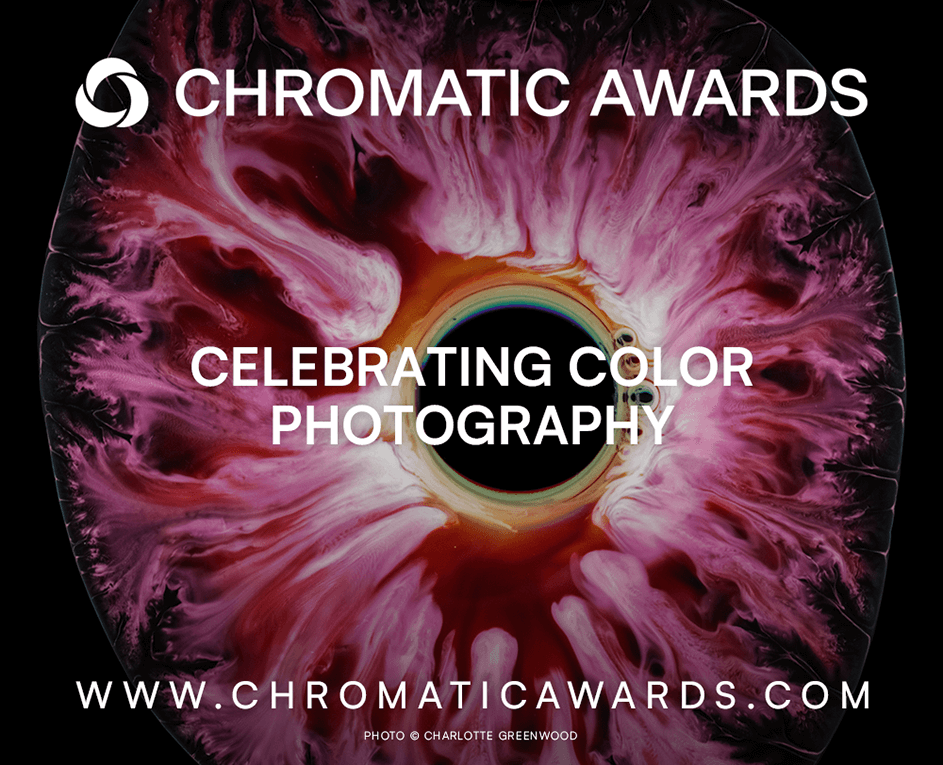 CHROMATIC AWARDS
CELEBRATING COLOR
PHOTOGRAPHY
WWW.CHROMATICAWARDS.COM
PHOTO © CHARLOTTE GREENWOOD